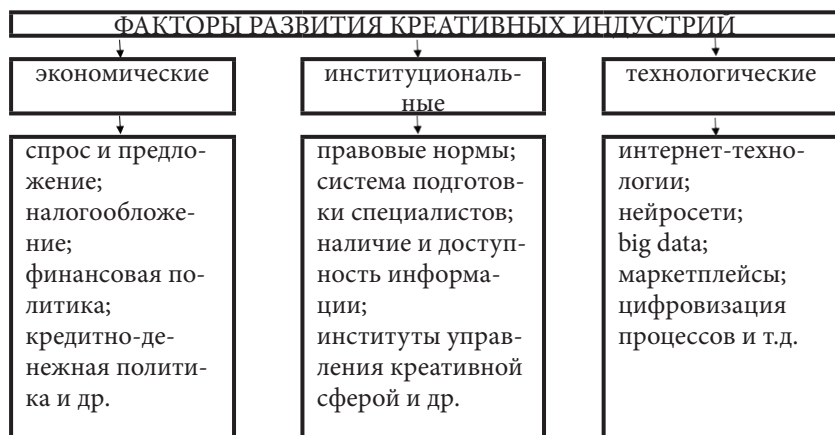 ФАКТОРЫ РАЗВИТИЯ КРЕАТИВНЫХ ИНДУСТРИЙ
экономические
институциональ-
ные
технологические
спрос и предло-
жение;
налогообложе-
ние;
финансовая по-
литика;
кредитно-де-
нежная полити-
ка и др.
правовые нормы;
система подготов-
ки специалистов;
наличие и доступ-
ность информа-
ции;
институты управ-
ления креативной
сферой и др.
интернет-техно-
логии;
нейросети;
big data;
маркетплейсы;
цифровизация
процессов и т.д.